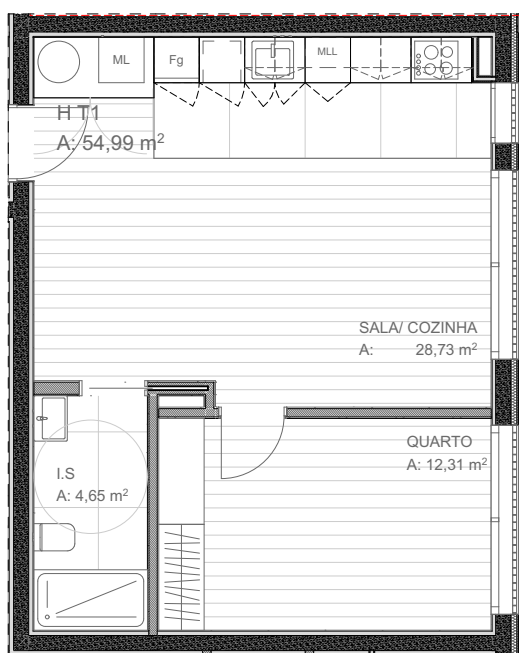 ML
Fg
MLL
H T1
A: 54,99 m²
SALA/ COZINHA
A: 28,73 m²
QUARTO
A: 12,31 m²
I.S
A: 4,65 m²